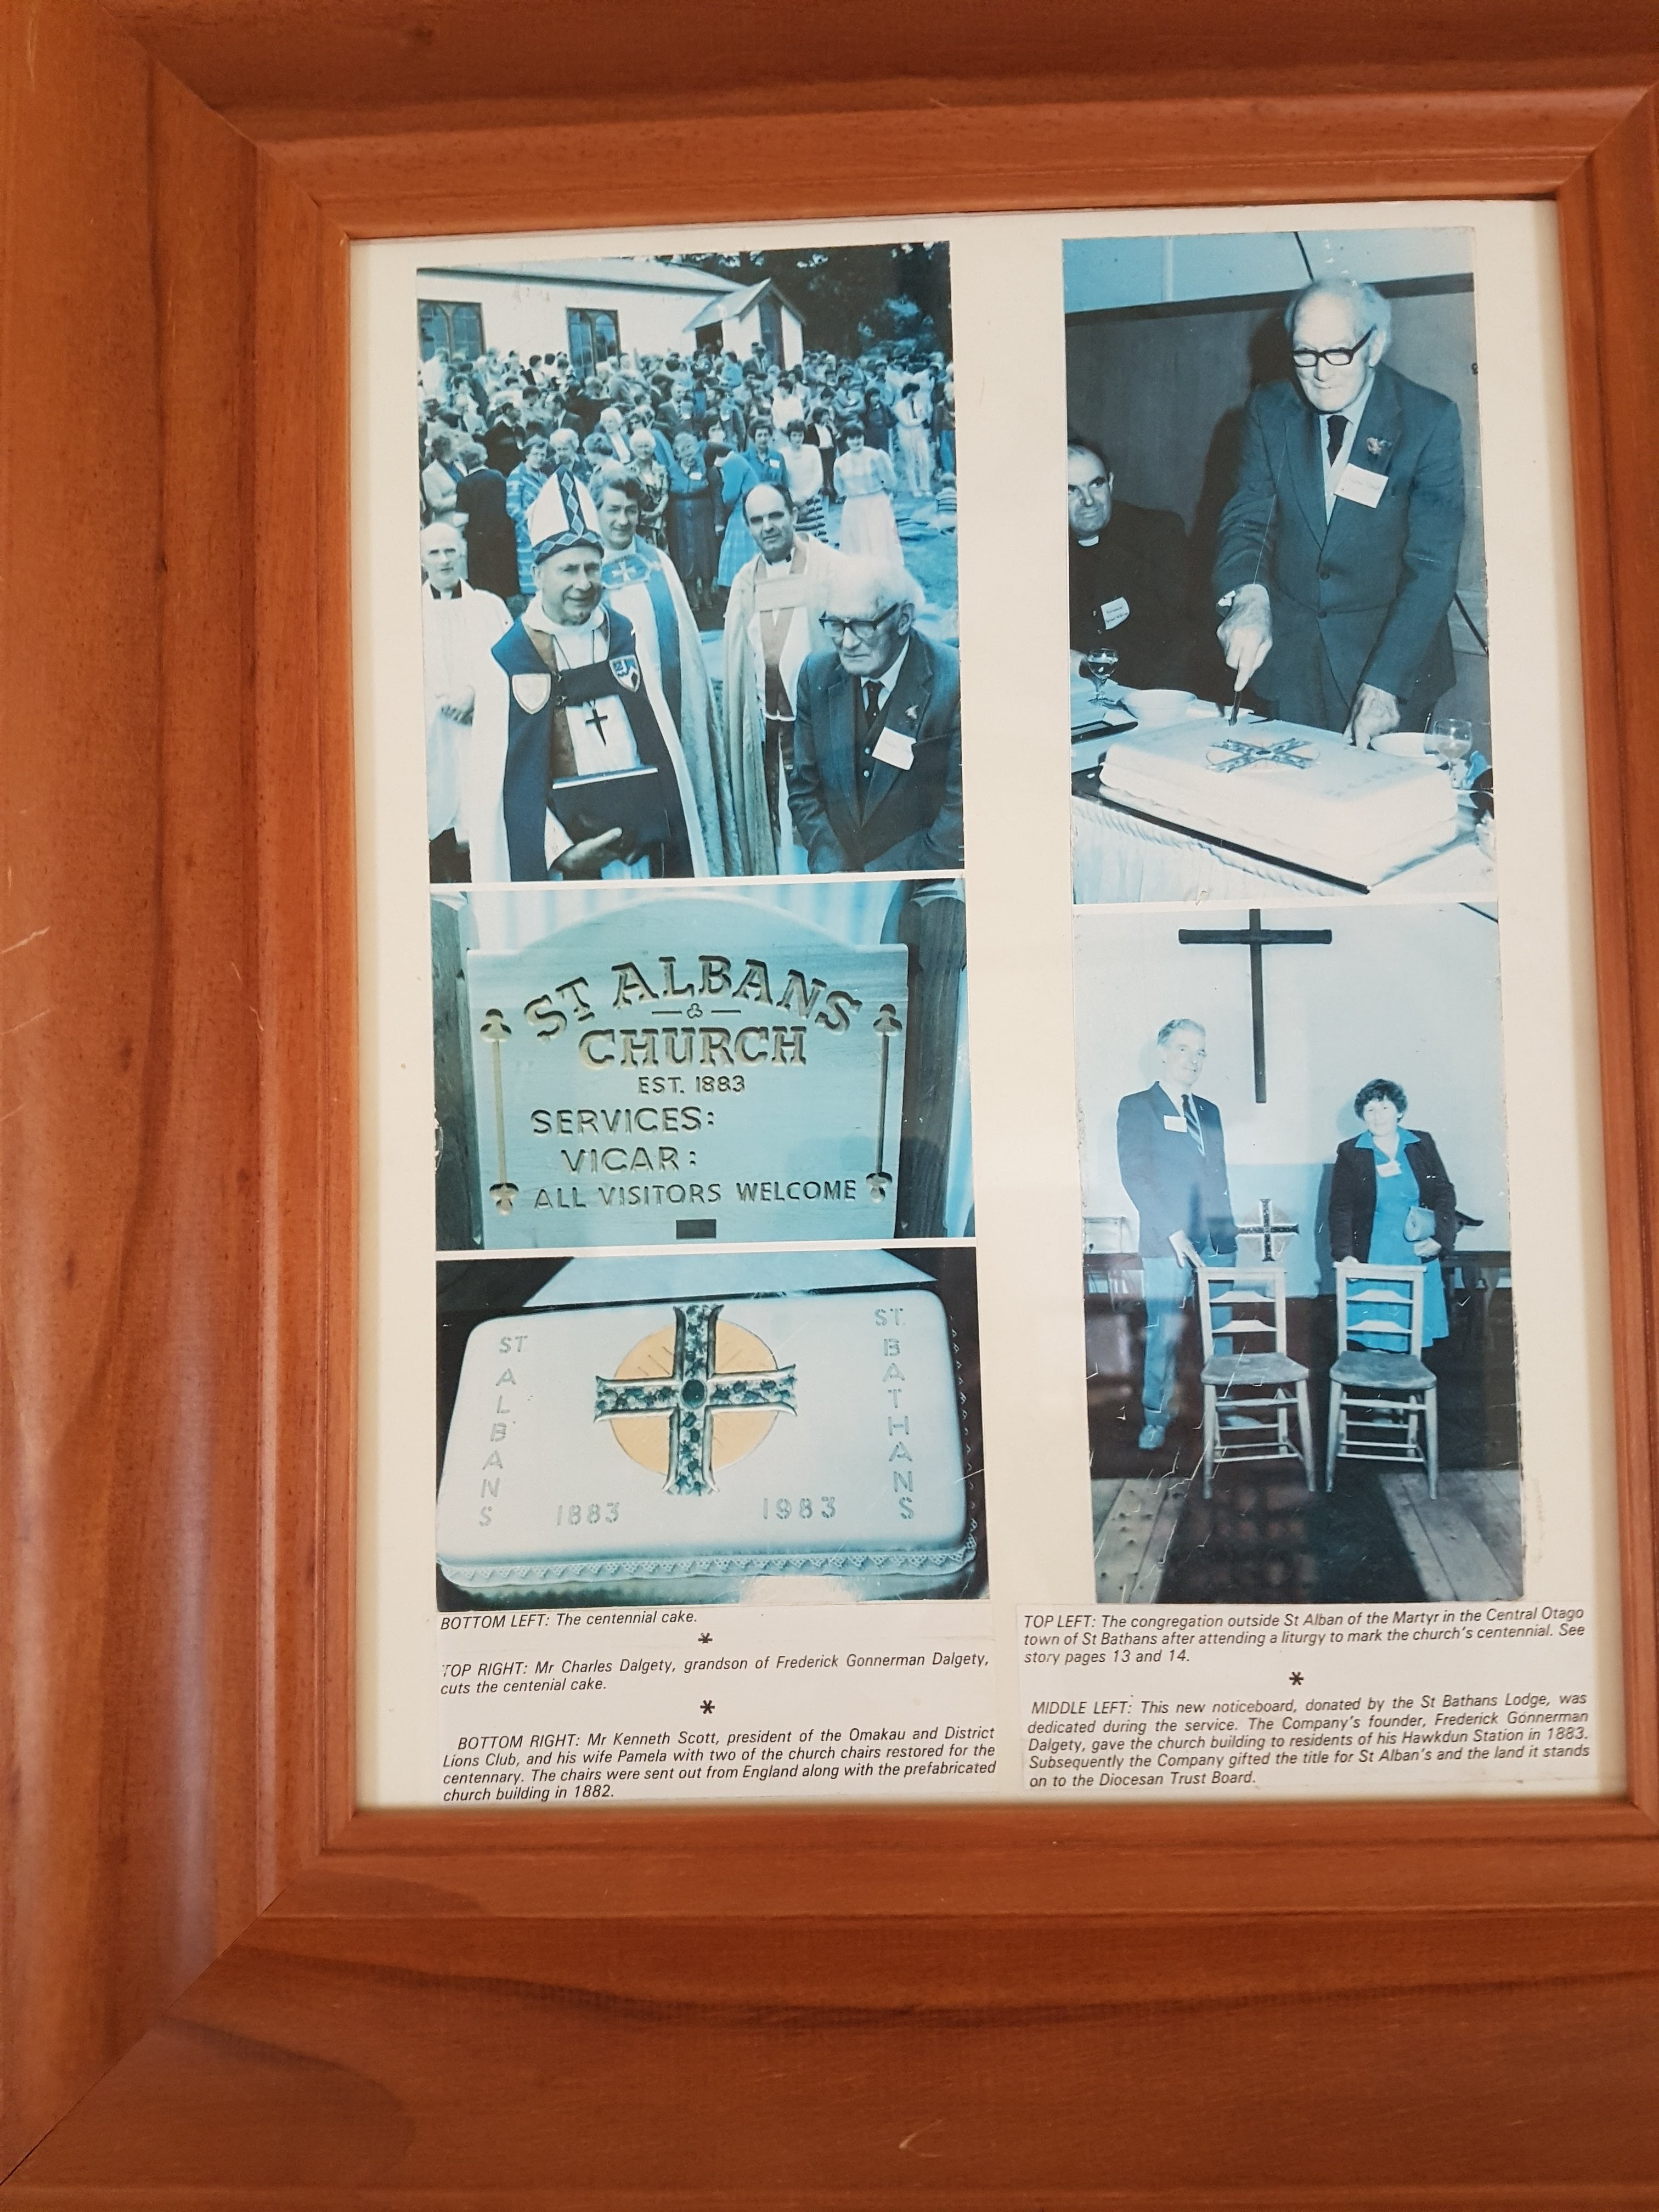 ST ALBANS
CHURCH
EST. 1883
SERVICES:
VICAR:
ALL VISITORS WELCOME
ST ALBANS
ST. BATHANS
1883 1983
BOTTOM LEFT: The centennial cake.
*
TOP RIGHT: Mr Charles Dalgety, grandson of Frederick Gonnerman Dalgety,
cuts the centenial cake.
*
BOTTOM RIGHT: Mr Kenneth Scott, president of the Omakau and District
Lions Club, and his wife Pamela with two of the church chairs restored for the
centennary. The chairs were sent out from England along with the prefabricated
church building in 1882.
TOP LEFT: The congregation outside St Alban of the Martyr in the Central Otago
town of St Bathans after attending a liturgy to mark the church's centennial. See
story pages 13 and 14.
*
MIDDLE LEFT: This new noticeboard, donated by the St Bathans Lodge, was
dedicated during the service. The Company's founder, Frederick Gonnerman
Dalgety, gave the church building to residents of his Hawkdun Station in 1883.
Subsequently the Company gifted the title for St Alban's and the land it stands
on to the Diocesan Trust Board.